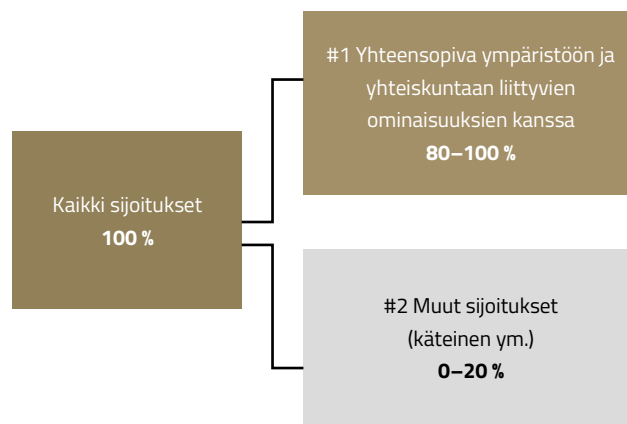 #1 Yhteensopiva ympäristöön ja
yhteiskuntaan liittyvien
ominaisuuksien kanssa
80–100 %
Kaikki sijoitukset
100 %
#2 Muut sijoitukset
(käteinen ym.)
0–20 %